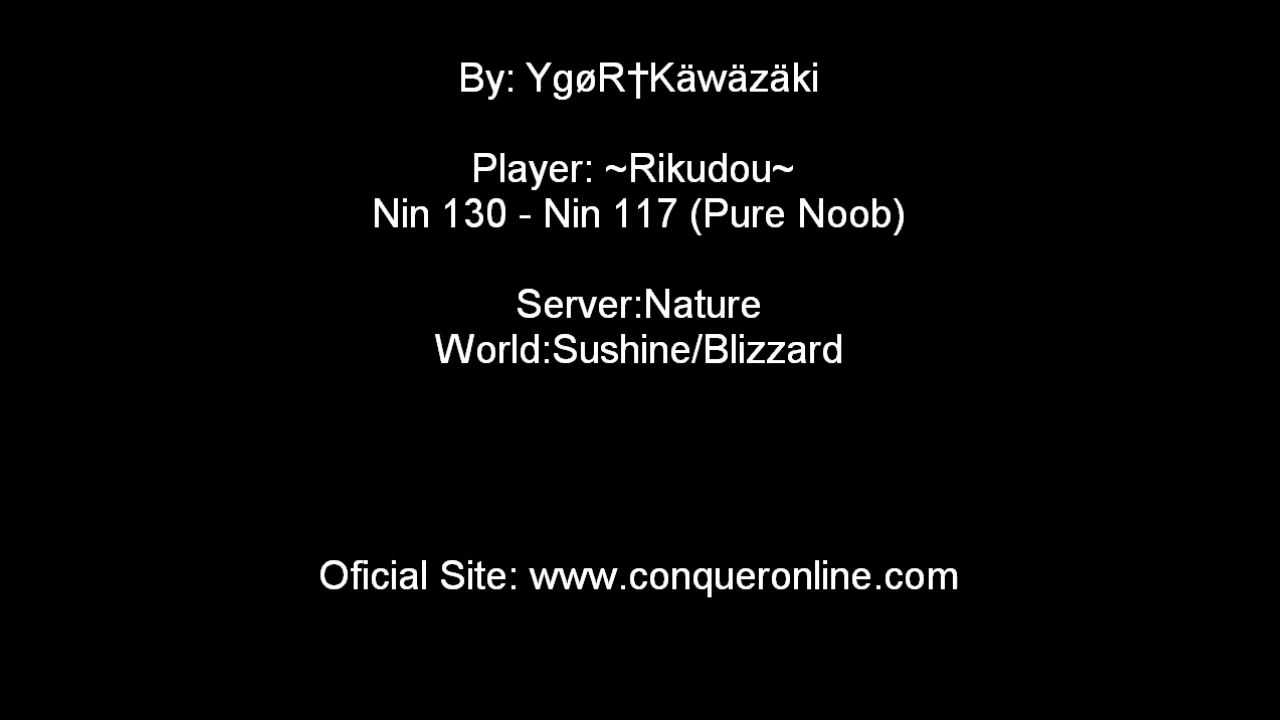 By: YgøR†Käwäzäki
Player: ~Rikudou~
Nin 130 - Nin 117 (Pure Noob)
Server:Nature
World:Sushine/Blizzard
Oficial Site: www.conqueronline.com